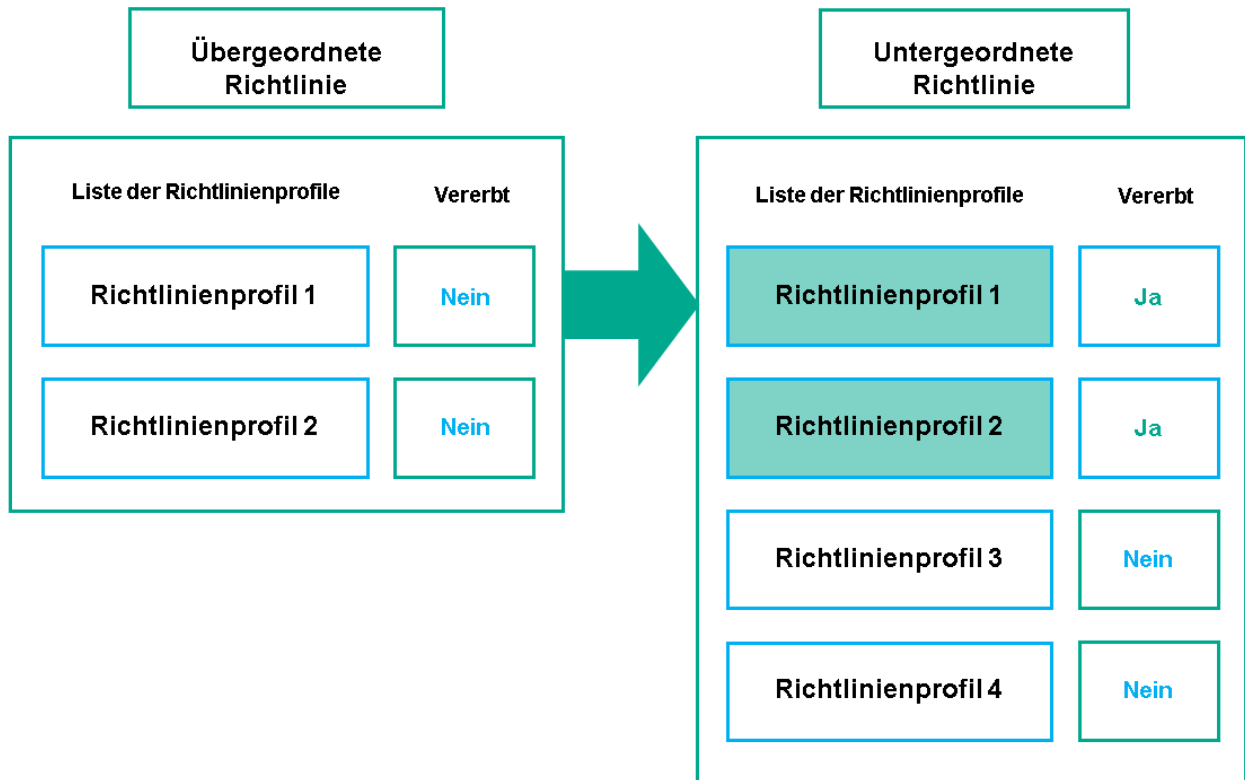 Übergeordnete
Richtlinie
Liste der Richtlinienprofile Vererbt
Richtlinienprofil 1 Nein
Richtlinienprofil 2 Nein
Untergeordnete
Richtlinie
Liste der Richtlinienprofile Vererbt
Richtlinienprofil 1 Ja
Richtlinienprofil 2 Ja
Richtlinienprofil 3 Nein
Richtlinienprofil 4 Nein